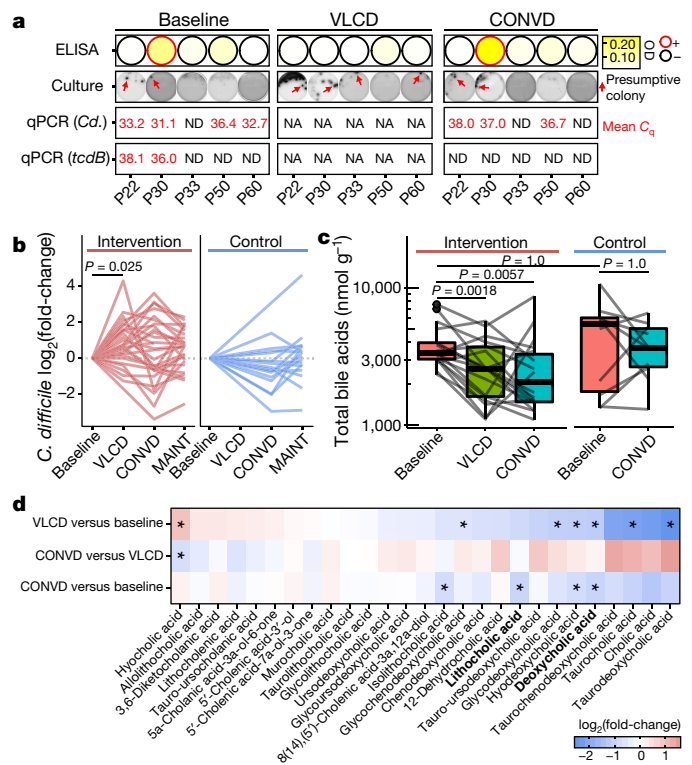 a
Baseline VLCD CONVD
ELISA
0.20
0.10
OD
+
−
Culture
Presumptive
colony
qPCR (Cd.) 33.2 31.1 ND 36.4 32.7 NA NA NA NA NA 38.0 37.0 ND 36.7 ND Mean Cq
qPCR (tcdB) 38.1 36.0 ND ND ND NA NA NA NA NA ND ND ND ND ND
P22 P30 P33 P50 P60 P22 P30 P33 P50 P60 P22 P30 P33 P50 P60
b
Intervention Control
P = 0.025
C. difficile log2(fold-change)
4
2
0
−2
Baseline VLCD CONVD MAINT Baseline VLCD CONVD MAINT
c
Intervention Control
P = 1.0
P = 0.0057
P = 0.0018
P = 1.0
Total bile acids (nmol g−1)
10,000
3,000
1,000
Baseline VLCD CONVD Baseline CONVD
d
VLCD versus baseline * * * * * * *
CONVD versus VLCD *
CONVD versus baseline * * * *
Hyocholic acid
Allolithocholic acid
3,6-Diketocholanic acid
Lithocholenic acid
Tauro-ursocholanic acid
5a-Cholanic acid-3a-ol-6-one
5′-Cholenic acid-3′-ol
5′-Cholenic acid-7a-ol-3-one
Murocholic acid
Taurolithocholic acid
Glycolithocholic acid
Ursodeoxycholic acid
Glycoursodeoxycholic acid
8(14),(5′)-Cholenic acid-3a,12a-diol
Isolithocholic acid
Glycochenodeoxycholic acid
Chenodeoxycholic acid
12-Dehydrocholic acid
Lithocholic acid
Tauro-ursodeoxycholic acid
Glycodeoxycholic acid
Hyodeoxycholic acid
Deoxycholic acid
Taurochenodeoxycholic acid
Taurocholic acid
Cholic acid
Taurodeoxycholic acid
log2(fold-change)
−2 −1 0 1